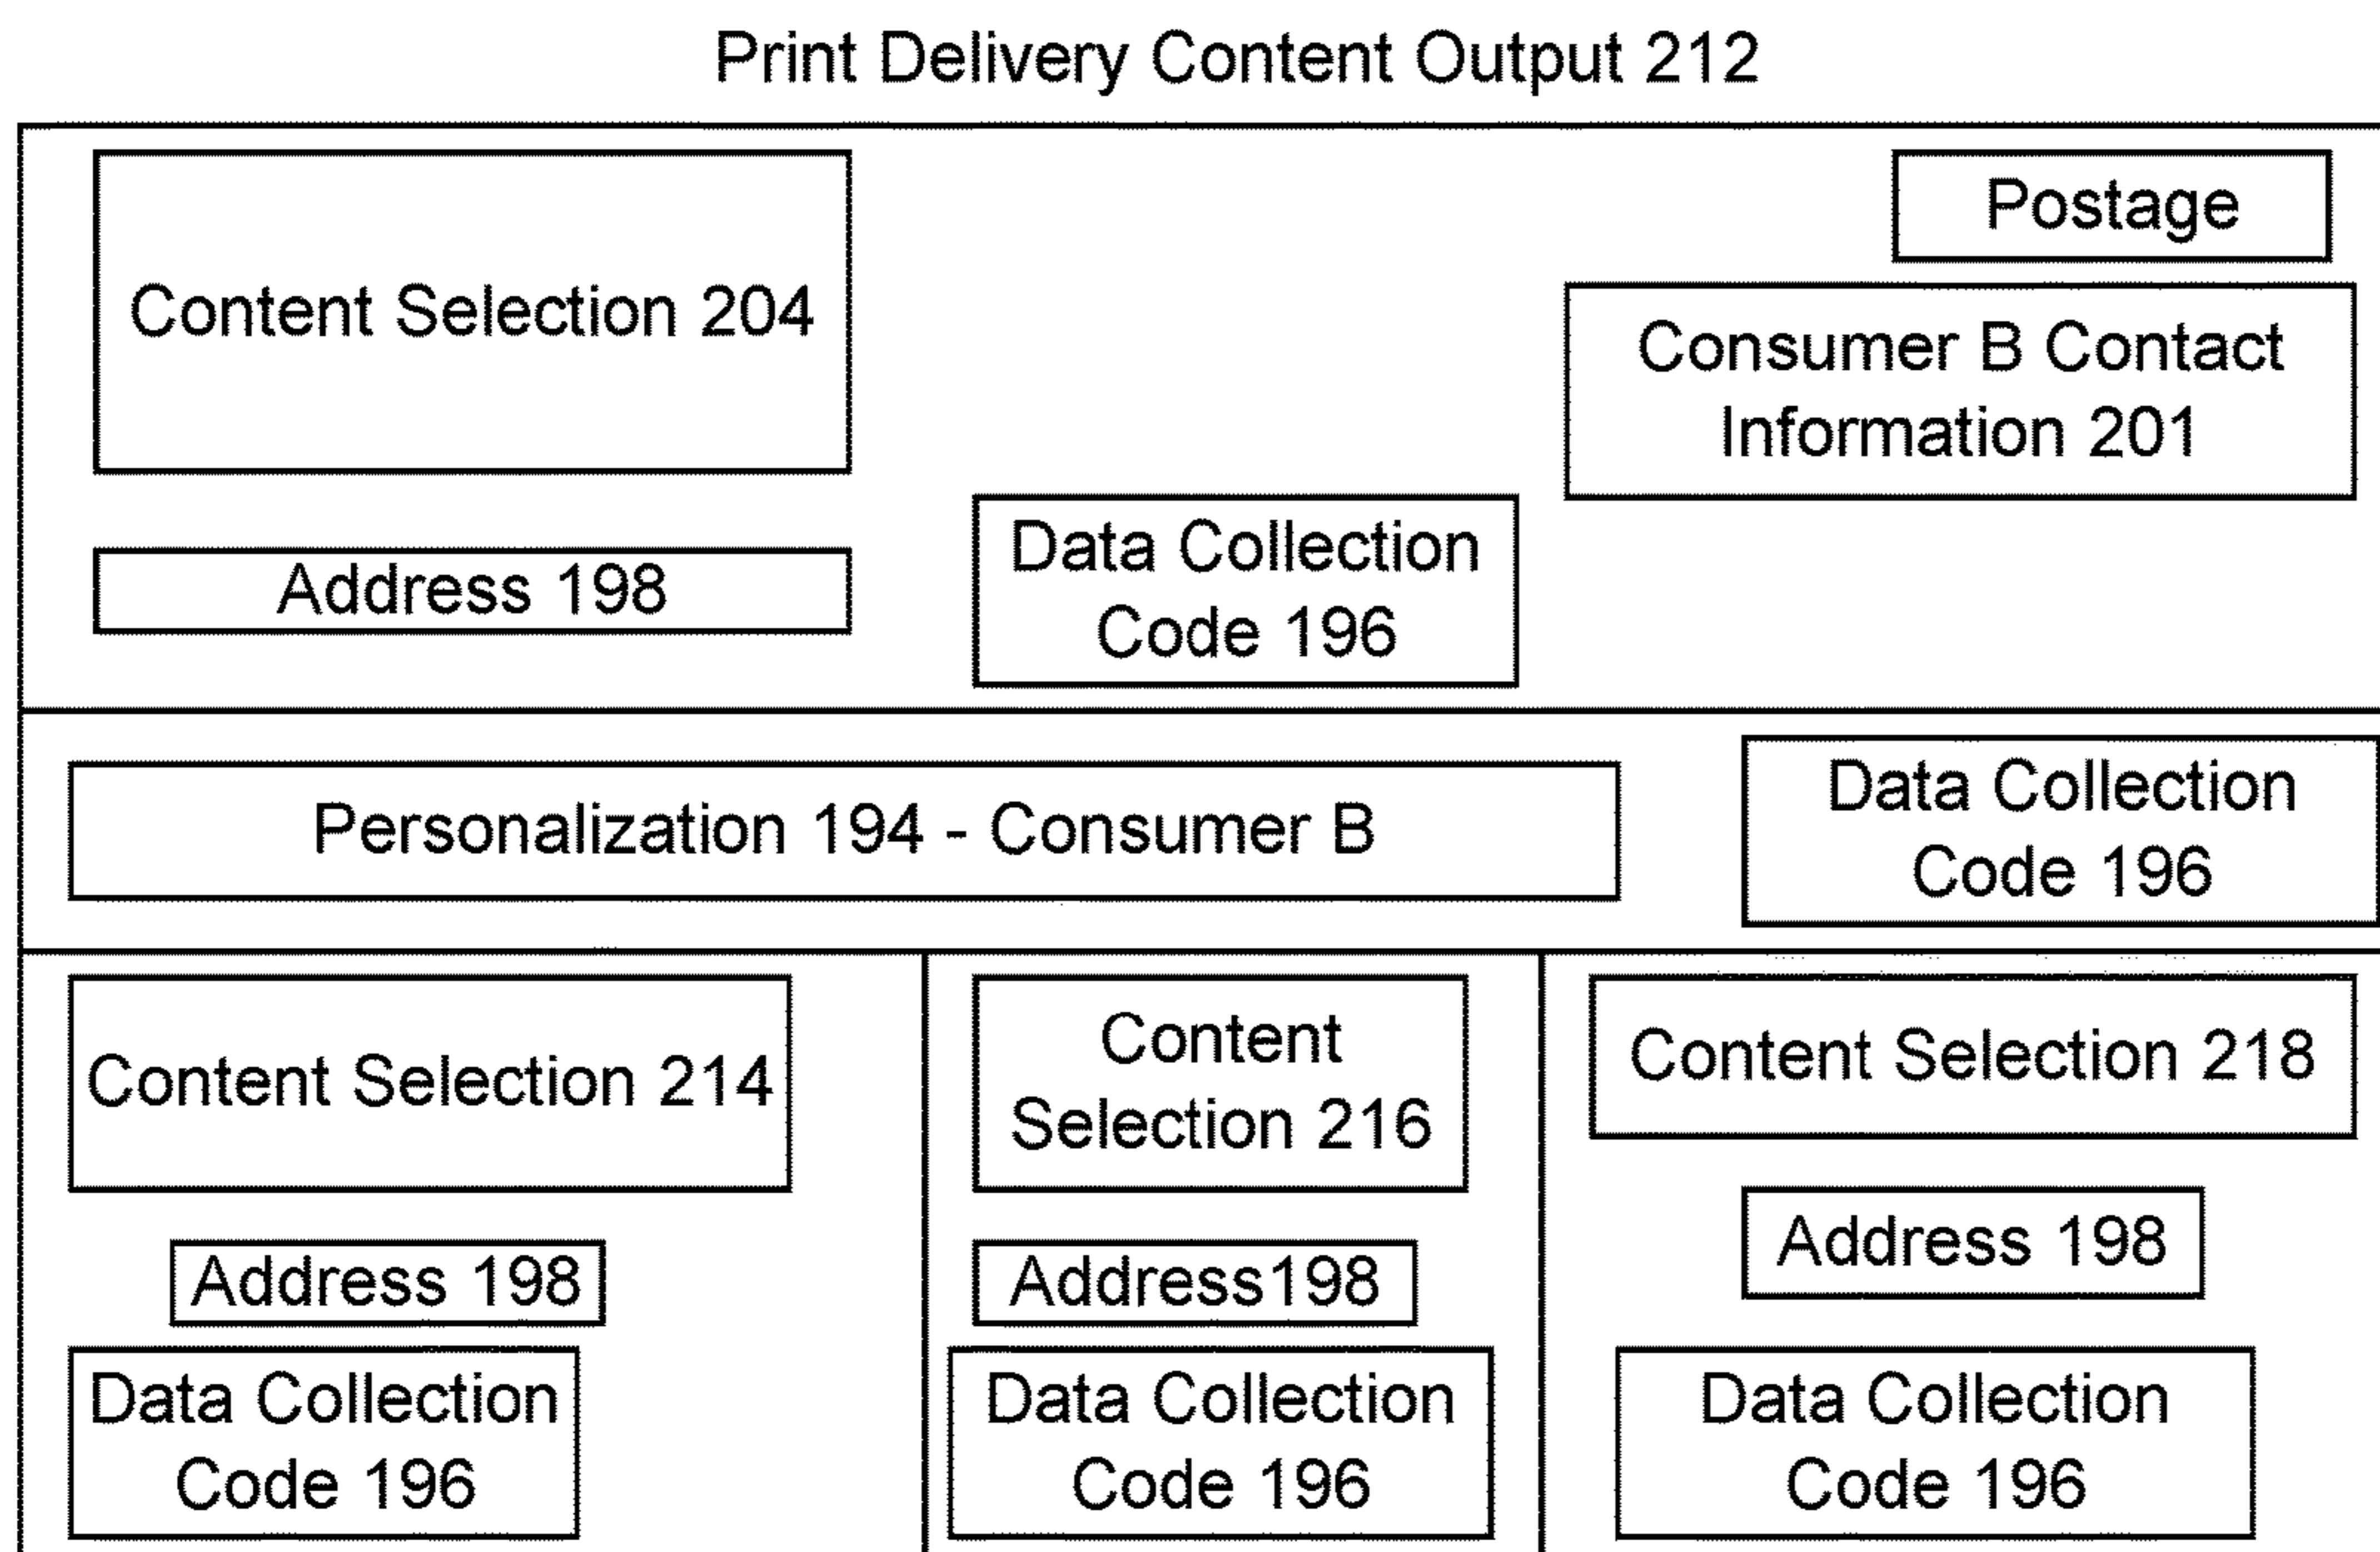 Print Delivery Content Output 212
Content Selection 204
Postage
Consumer B Contact
Information 201
Address 198
Data Collection
Code 196
Personalization 194 - Consumer B
Data Collection
Code 196
Content Selection 214
Address 198
Data Collection
Code 196
Content
Selection 216
Address198
Data Collection
Code 196
Content Selection 218
Address 198
Data Collection
Code 196